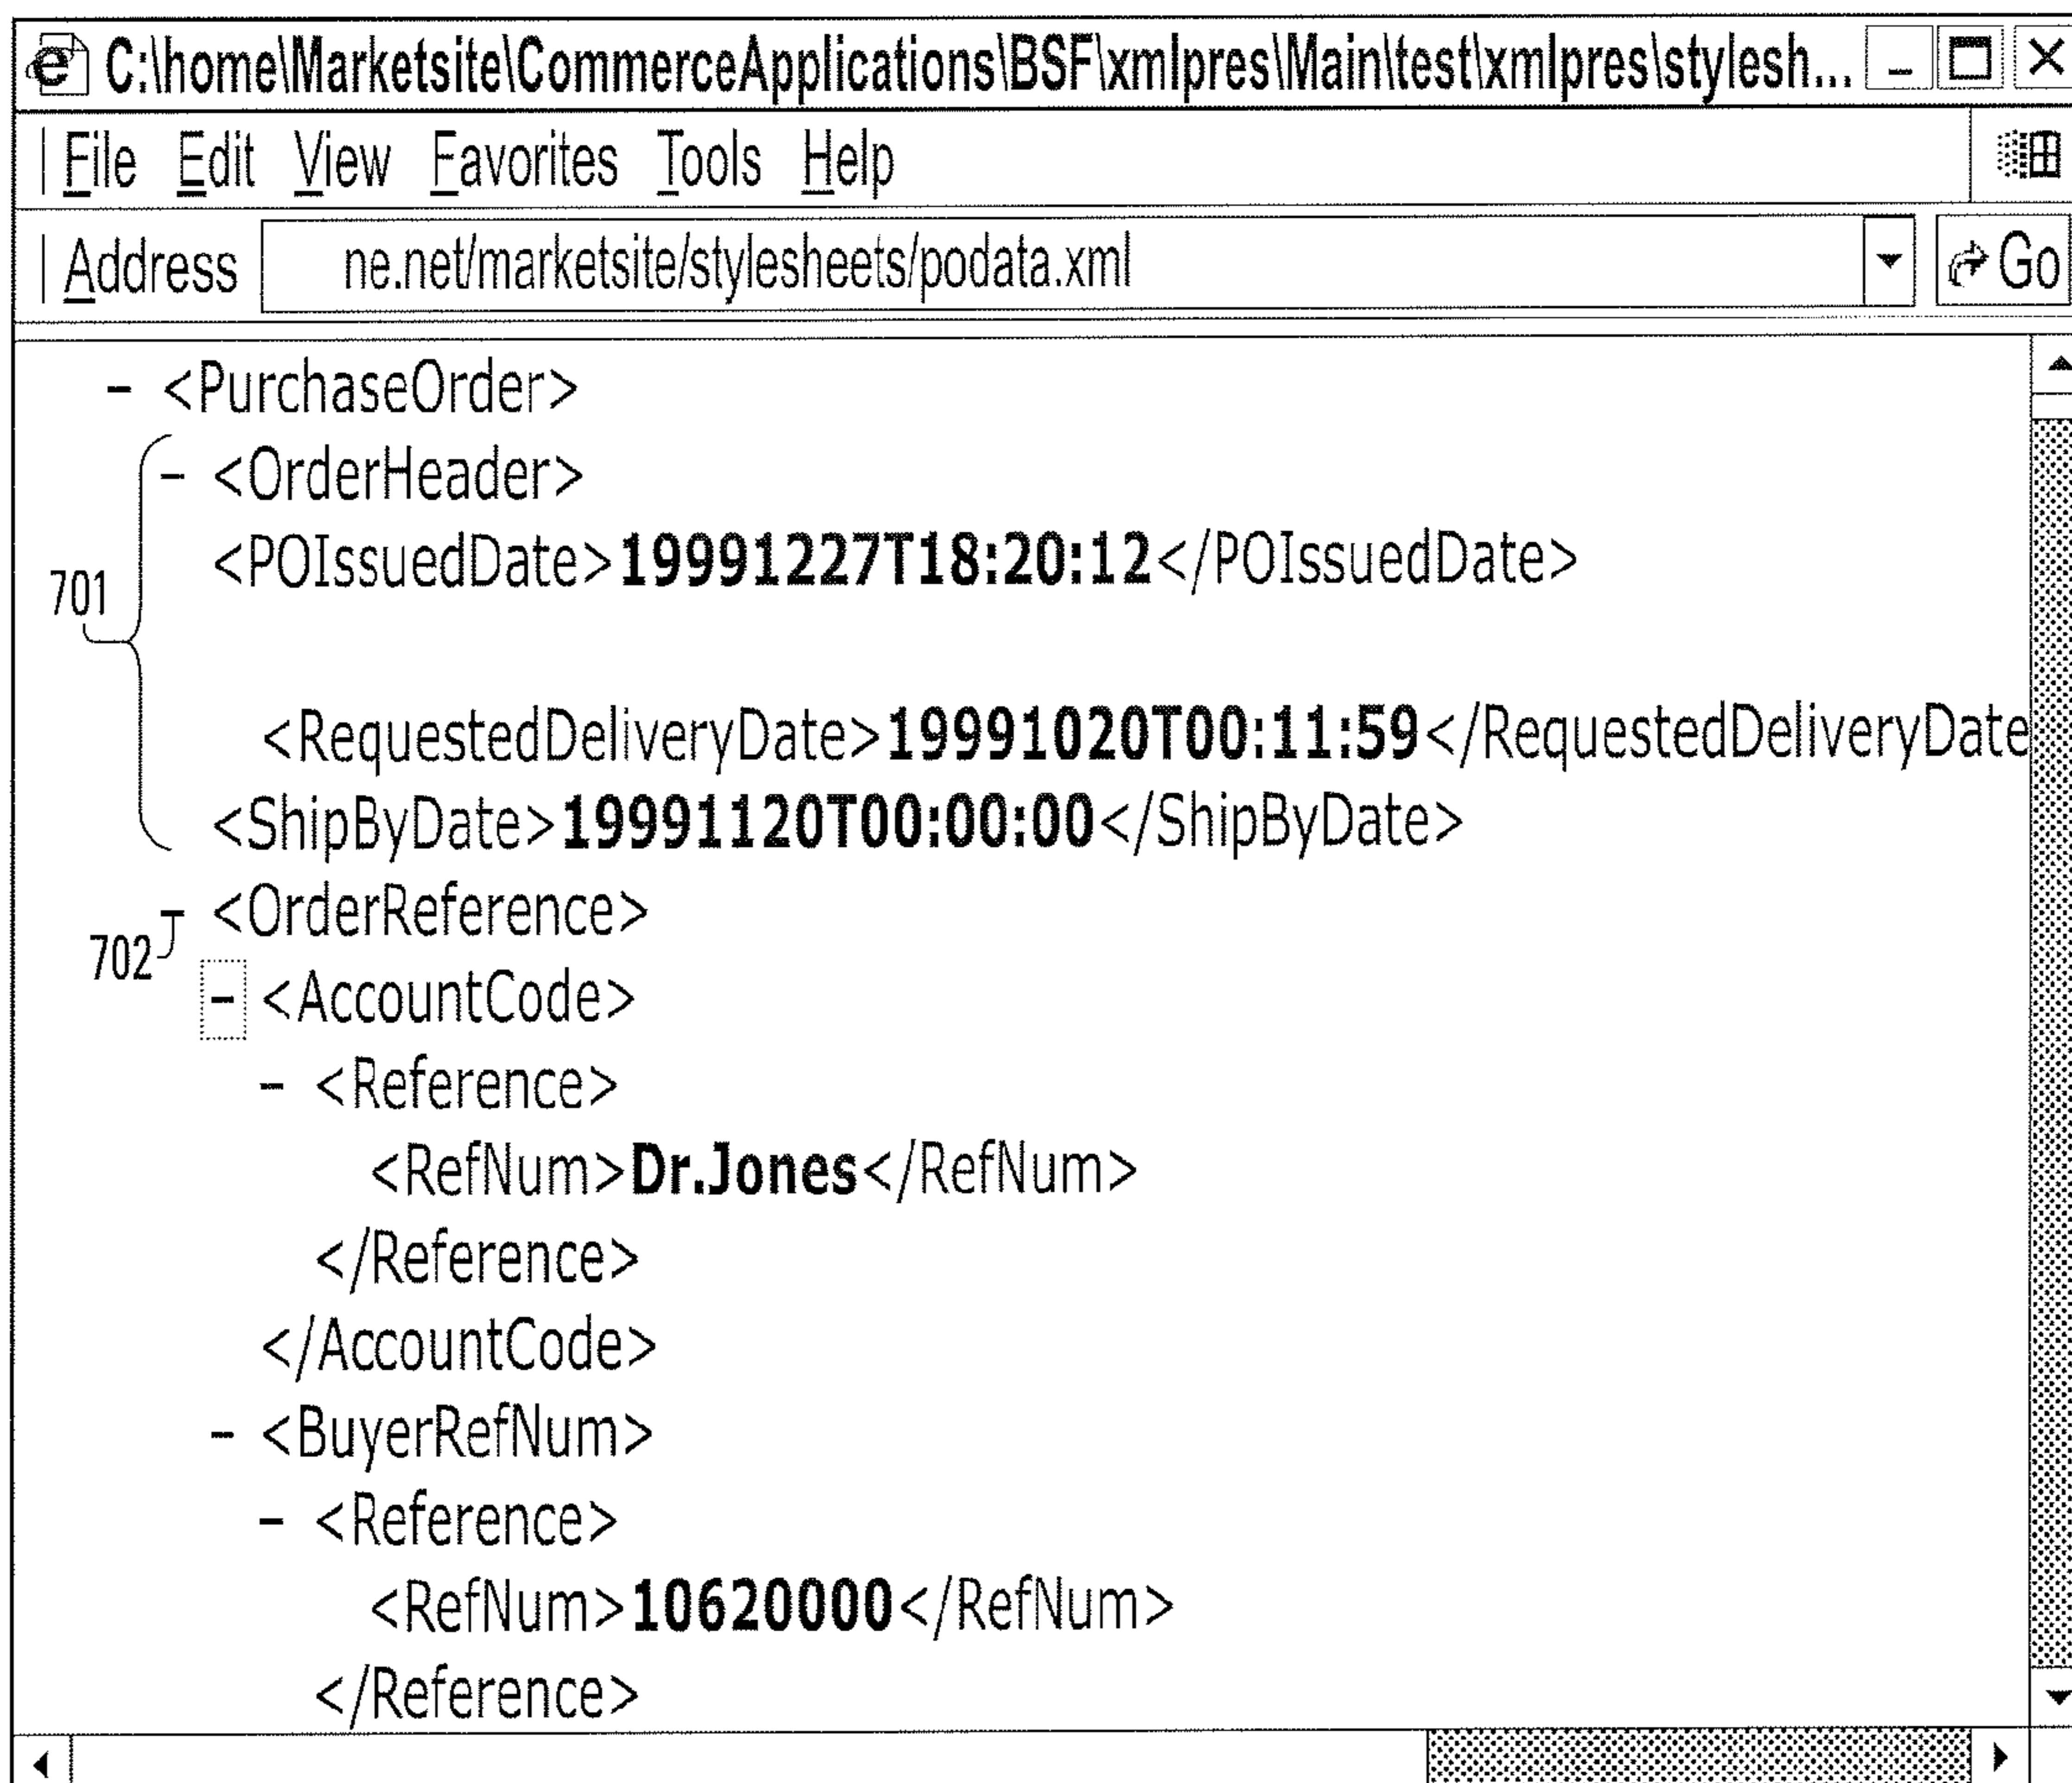 C:\home\Marketsite\CommerceApplications\BSF\xmlpres\Main\test\xmlpres\stylesh...
File Edit View Favorites Tools Help
Address ne.net/marketsite/stylesheets/podata.xml Go
- <PurchaseOrder>
- <OrderHeader>
<POIssuedDate>19991227T18:20:12</POIssuedDate>
701
<RequestedDeliveryDate>19991020T00:11:59</RequestedDeliveryDate
<ShipByDate>19991120T00:00:00</ShipByDate>
- <OrderReference>
702
- <AccountCode>
- <Reference>
<RefNum>Dr.Jones</RefNum>
</Reference>
</AccountCode>
- <BuyerRefNum>
- <Reference>
<RefNum>10620000</RefNum>
</Reference>